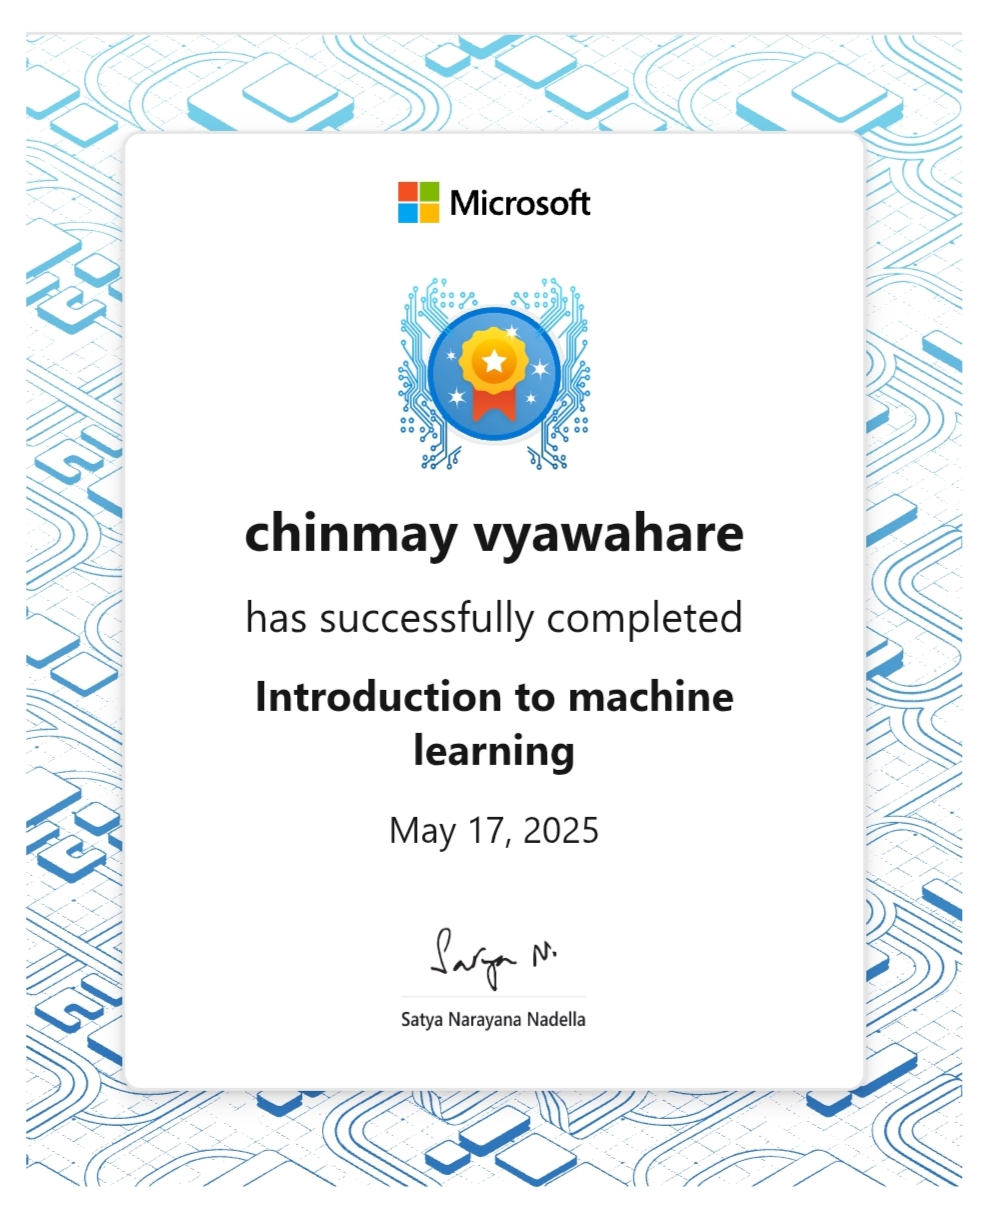 Microsoft
chinmay vyawahare
has successfully completed
Introduction to machine
learning
May 17, 2025
Satya N.
Satya Narayana Nadella